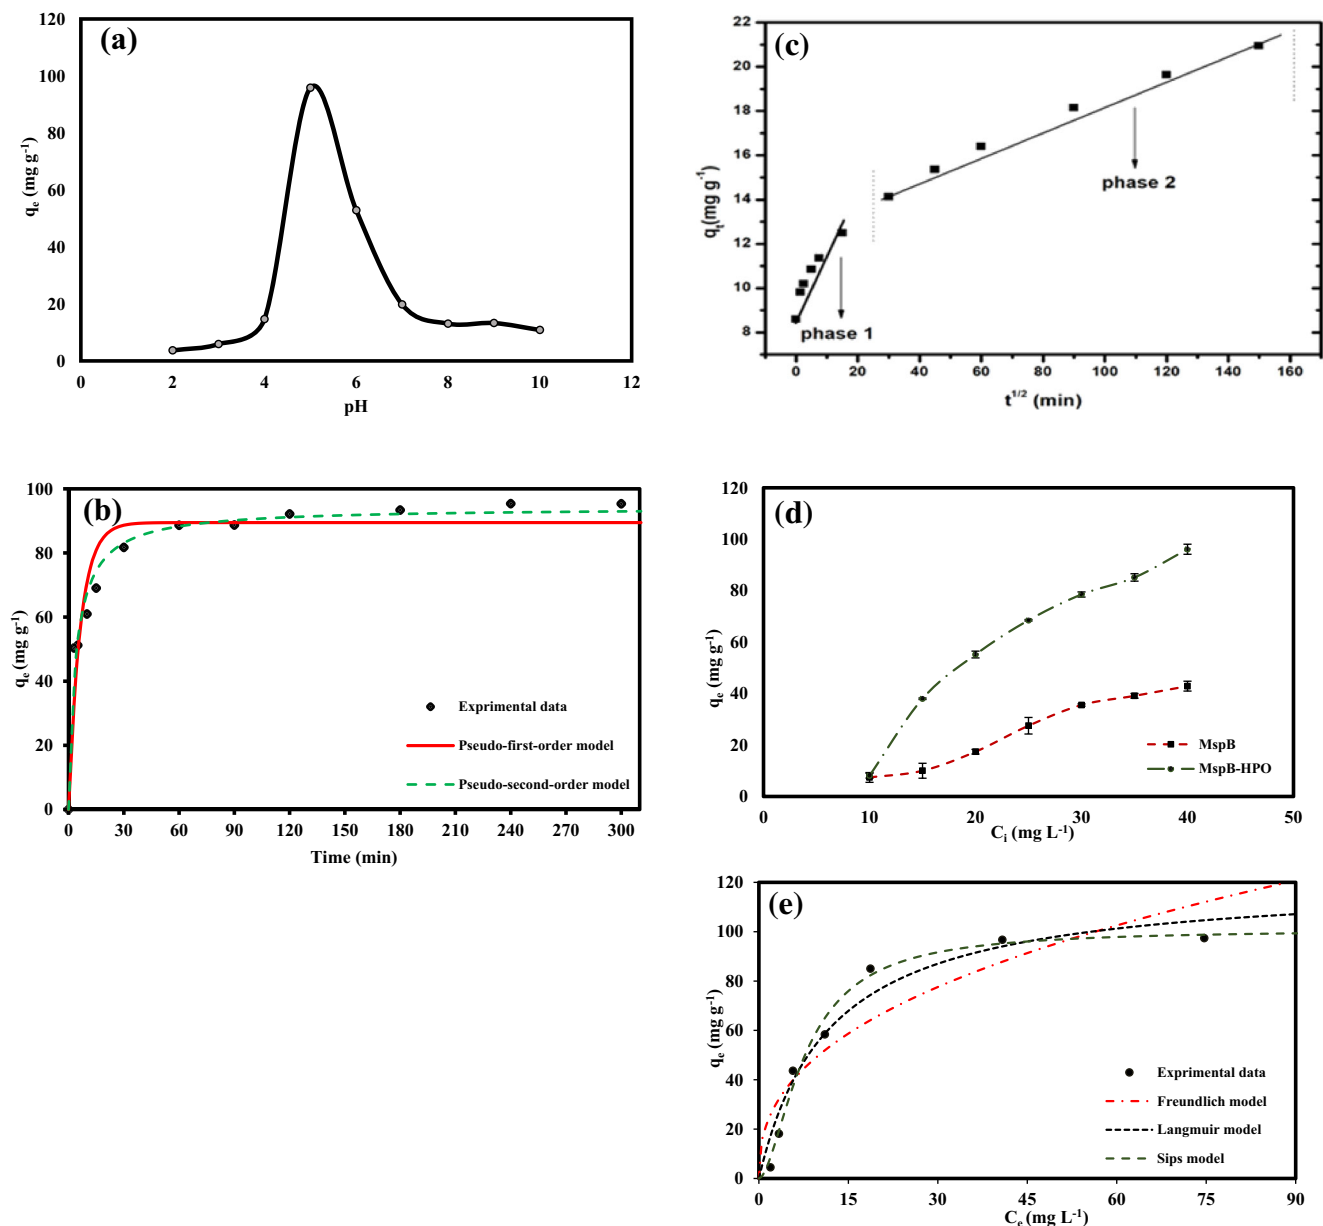 (a)
120
100
80
60
40
20
0
qe (mg g-1)
0 2 4 6 8 10 12
pH
(c)
22
20
18
16
14
12
10
8
qt(mg g-1)
phase 2
phase 1
0 20 40 60 80 100 120 140 160
t1/2 (min)
(b)
100
80
60
40
20
0
qe (mg g-1)
Exprimental data
Pseudo-first-order model
Pseudo-second-order model
0 30 60 90 120 150 180 210 240 270 300
Time (min)
(d)
120
100
80
60
40
20
0
qe (mg g-1)
MspB
MspB-HPO
0 10 20 30 40 50
Ci (mg L-1)
(e)
120
100
80
60
40
20
0
qe (mg g-1)
Exprimental data
Freundlich model
Langmuir model
Sips model
0 15 30 45 60 75 90
Ce (mg L-1)